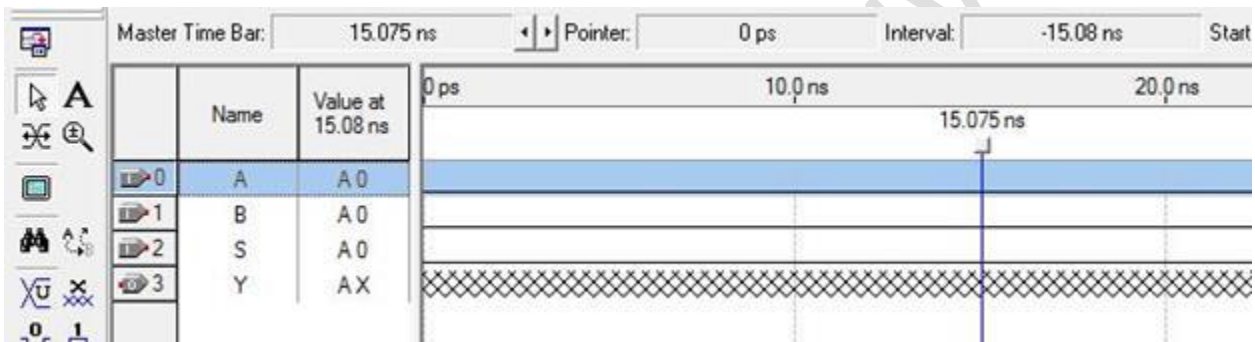 Master Time Bar: 15.075 ns Pointer: 0 ps Interval: -15.08 ns Start
A
Name Value at 15.08 ns 0 ps 10.0 ns 20.0 ns
15.075 ns
0 A A 0
1 B A 0
2 S A 0
3 Y A X
0 1